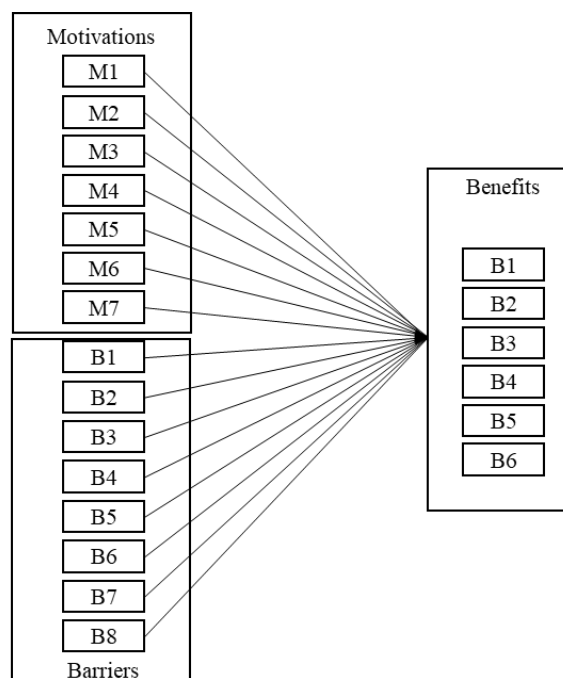 Motivations
M1
M2
M3
M4
M5
M6
M7
B1
B2
B3
B4
B5
B6
B7
B8
Barriers
Benefits
B1
B2
B3
B4
B5
B6